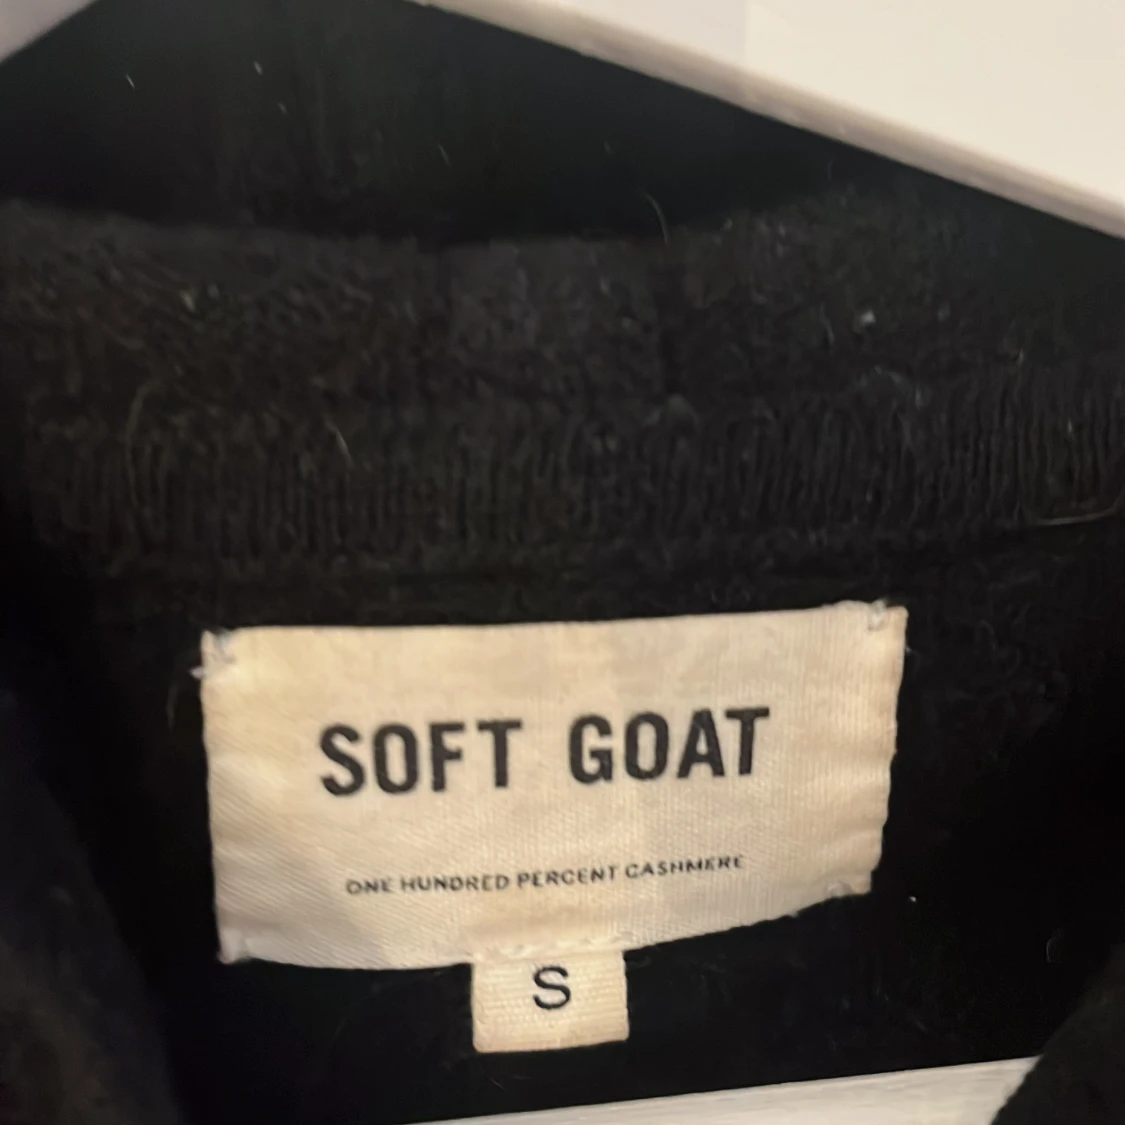 SOFT GOAT
ONE HUNDRED PERCENT CASHMERE
S